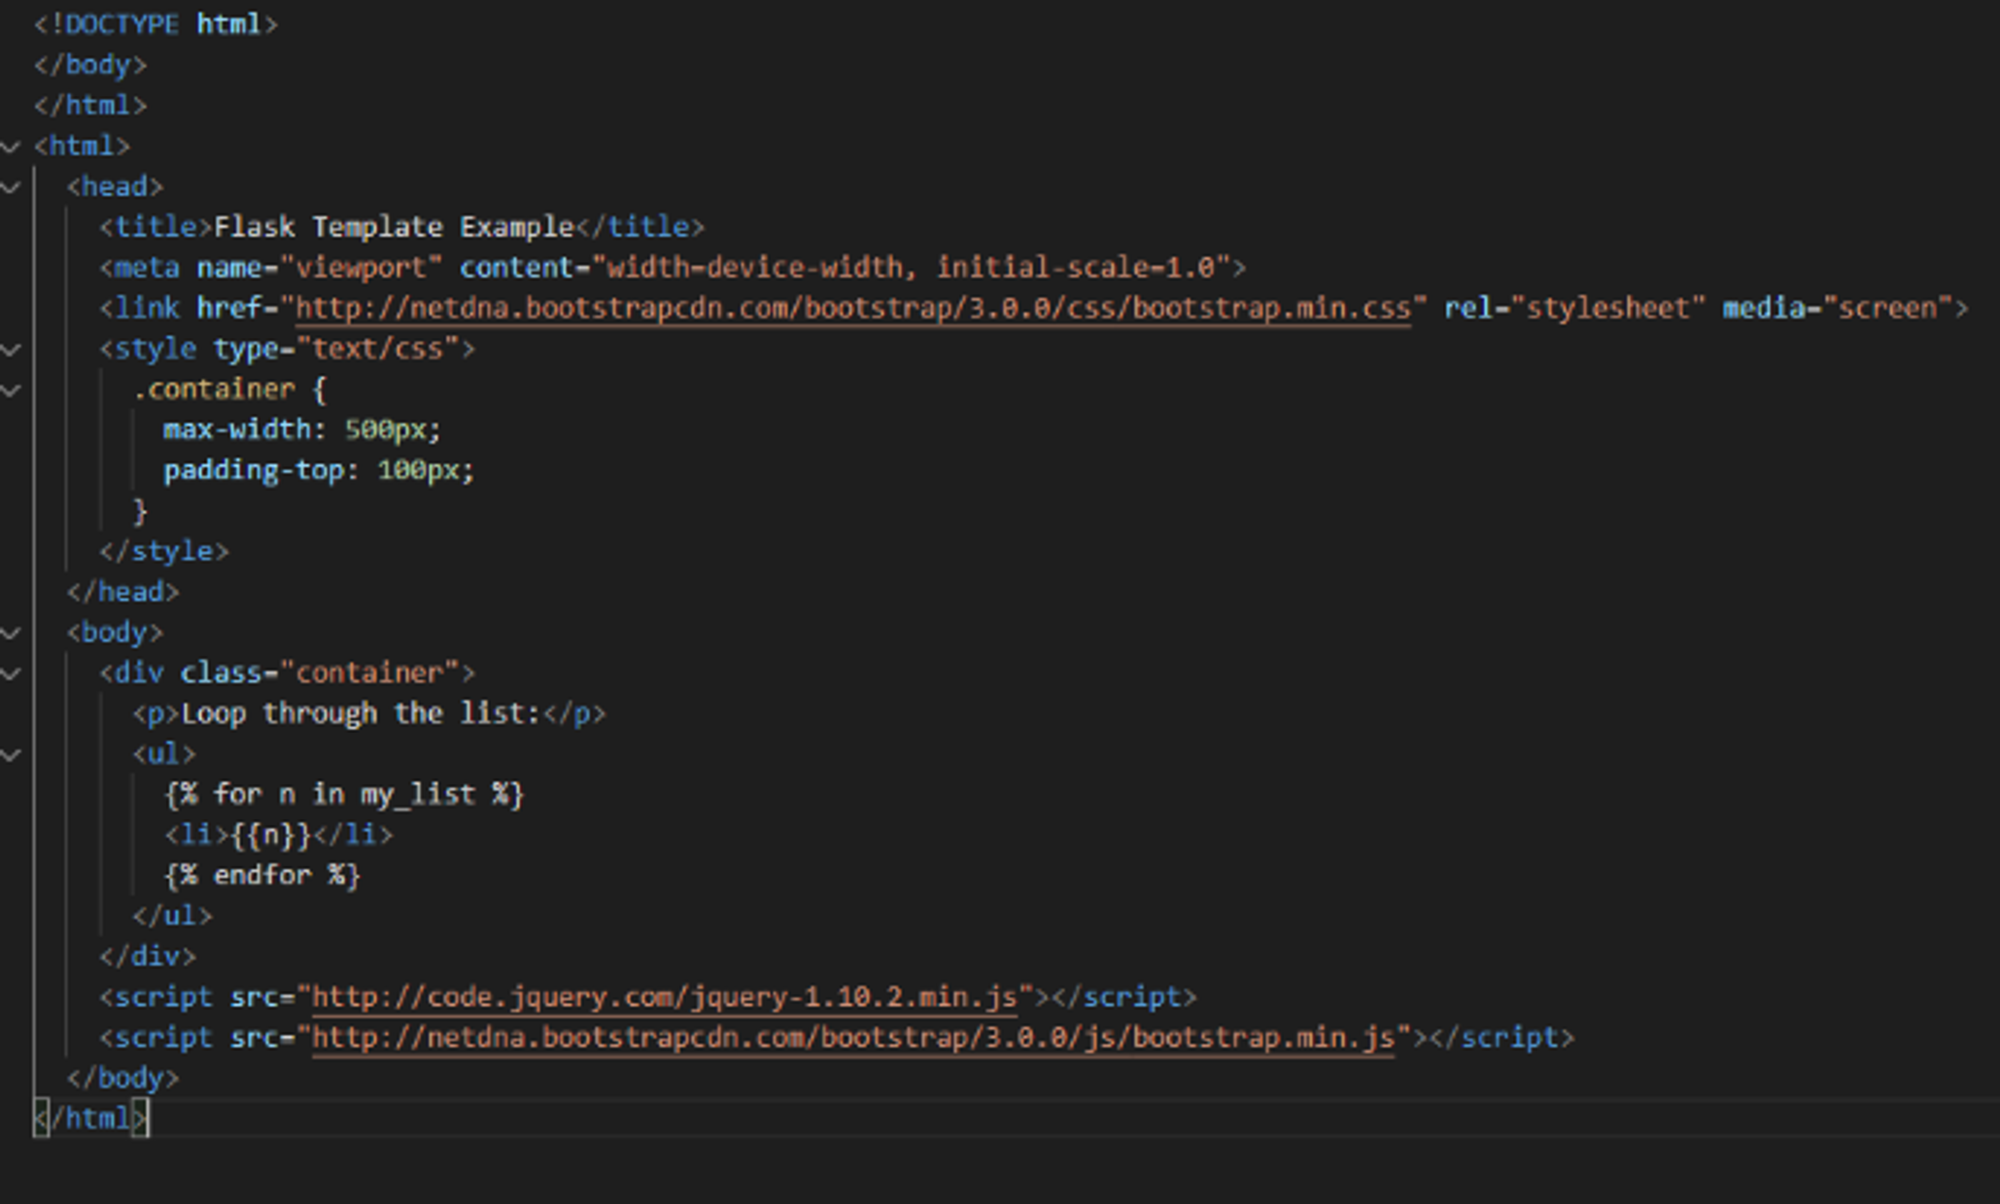 <!DOCTYPE html>
</body>
</html>
<html>
  <head>
    <title>Flask Template Example</title>
    <meta name="viewport" content="width=device-width, initial-scale=1.0">
    <link href="http://netdna.bootstrapcdn.com/bootstrap/3.0.0/css/bootstrap.min.css" rel="stylesheet" media="screen">
    <style type="text/css">
      .container {
        max-width: 500px;
        padding-top: 100px;
      }
    </style>
  </head>
  <body>
    <div class="container">
      <p>Loop through the list:</p>
      <ul>
        {% for n in my_list %}
        <li>{{n}}</li>
        {% endfor %}
      </ul>
    </div>
    <script src="http://code.jquery.com/jquery-1.10.2.min.js"></script>
    <script src="http://netdna.bootstrapcdn.com/bootstrap/3.0.0/js/bootstrap.min.js"></script>
  </body>
</html>